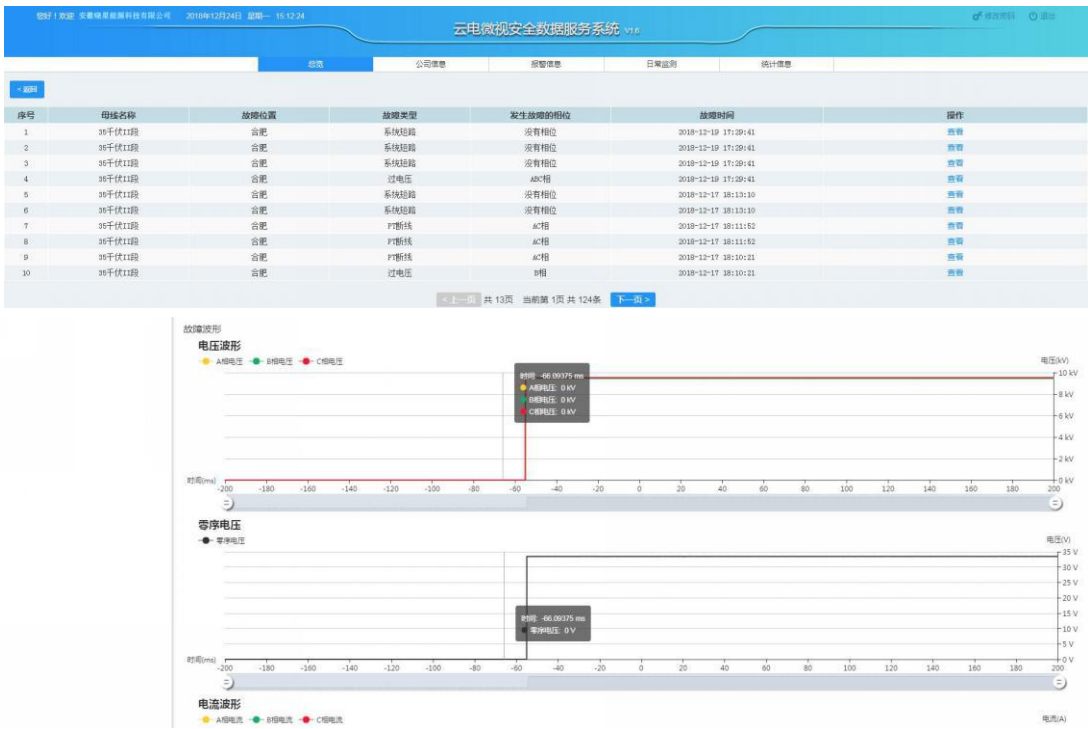 您好！欢迎 安徽晓星能源科技有限公司 2018年12月24日 星期一 15:12:24
云电微视安全数据服务系统 V1.6
修改密码 退出
总览 公司信息 报警信息 日常监测 统计信息
< 返回
序号 母线名称 故障位置 故障类型 发生故障的相位 故障时间 操作
1 35千伏II段 合肥 系统短路 没有相位 2018-12-19 17:29:41 查看
2 35千伏II段 合肥 系统短路 没有相位 2018-12-19 17:29:41 查看
3 35千伏II段 合肥 系统短路 没有相位 2018-12-19 17:29:41 查看
4 35千伏II段 合肥 过电压 ABC相 2018-12-19 17:29:41 查看
5 35千伏II段 合肥 系统短路 没有相位 2018-12-17 18:13:10 查看
6 35千伏II段 合肥 系统短路 没有相位 2018-12-17 18:13:10 查看
7 35千伏II段 合肥 PT断线 AC相 2018-12-17 18:11:52 查看
8 35千伏II段 合肥 PT断线 AC相 2018-12-17 18:11:52 查看
9 35千伏II段 合肥 PT断线 AC相 2018-12-17 18:10:21 查看
10 35千伏II段 合肥 过电压 B相 2018-12-17 18:10:21 查看
< 上一页 共 13页 当前第 1页 共 124条 下一页 >
故障波形
电压波形
A相电压 B相电压 C相电压
电压(kV)
10 kV
8 kV
6 kV
4 kV
2 kV
0 kV
时间: -66.09375 ms
A相电压: 0 kV
B相电压: 0 kV
C相电压: 0 kV
时间(ms)
-200 -180 -160 -140 -120 -100 -80 -60 -40 -20 0 20 40 60 80 100 120 140 160 180 200
零序电压
零序电压
电压(V)
35 V
30 V
25 V
20 V
15 V
10 V
5 V
0 V
时间: -66.09375 ms
零序电压: 0 V
时间(ms)
-200 -180 -160 -140 -120 -100 -80 -60 -40 -20 0 20 40 60 80 100 120 140 160 180 200
电流波形
A相电流 B相电流 C相电流
电流(A)